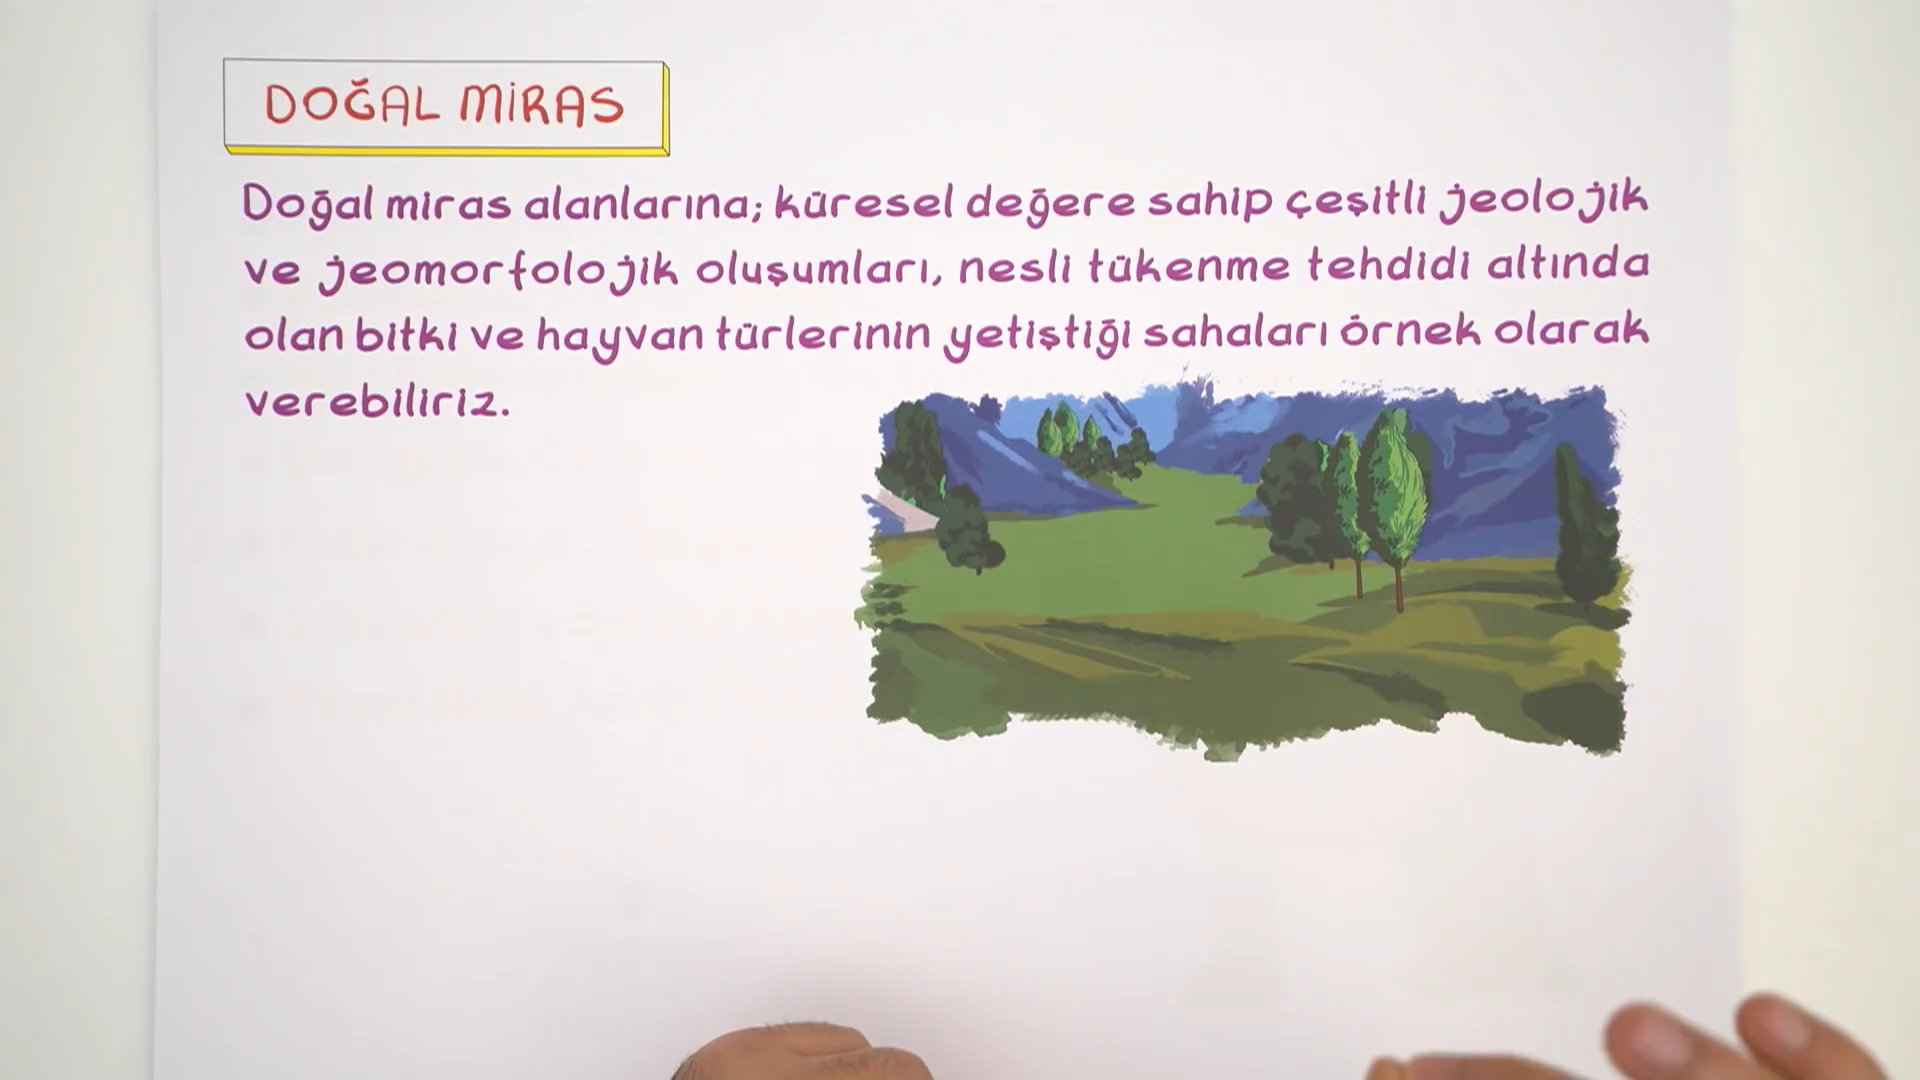 DOĞAL MİRAS
Doğal miras alanlarına; küresel değere sahip çeşitli jeolojik
ve jeomorfolojik oluşumları, nesli tükenme tehdidi altında
olan bitki ve hayvan türlerinin yetiştiği sahaları örnek olarak
verebiliriz.